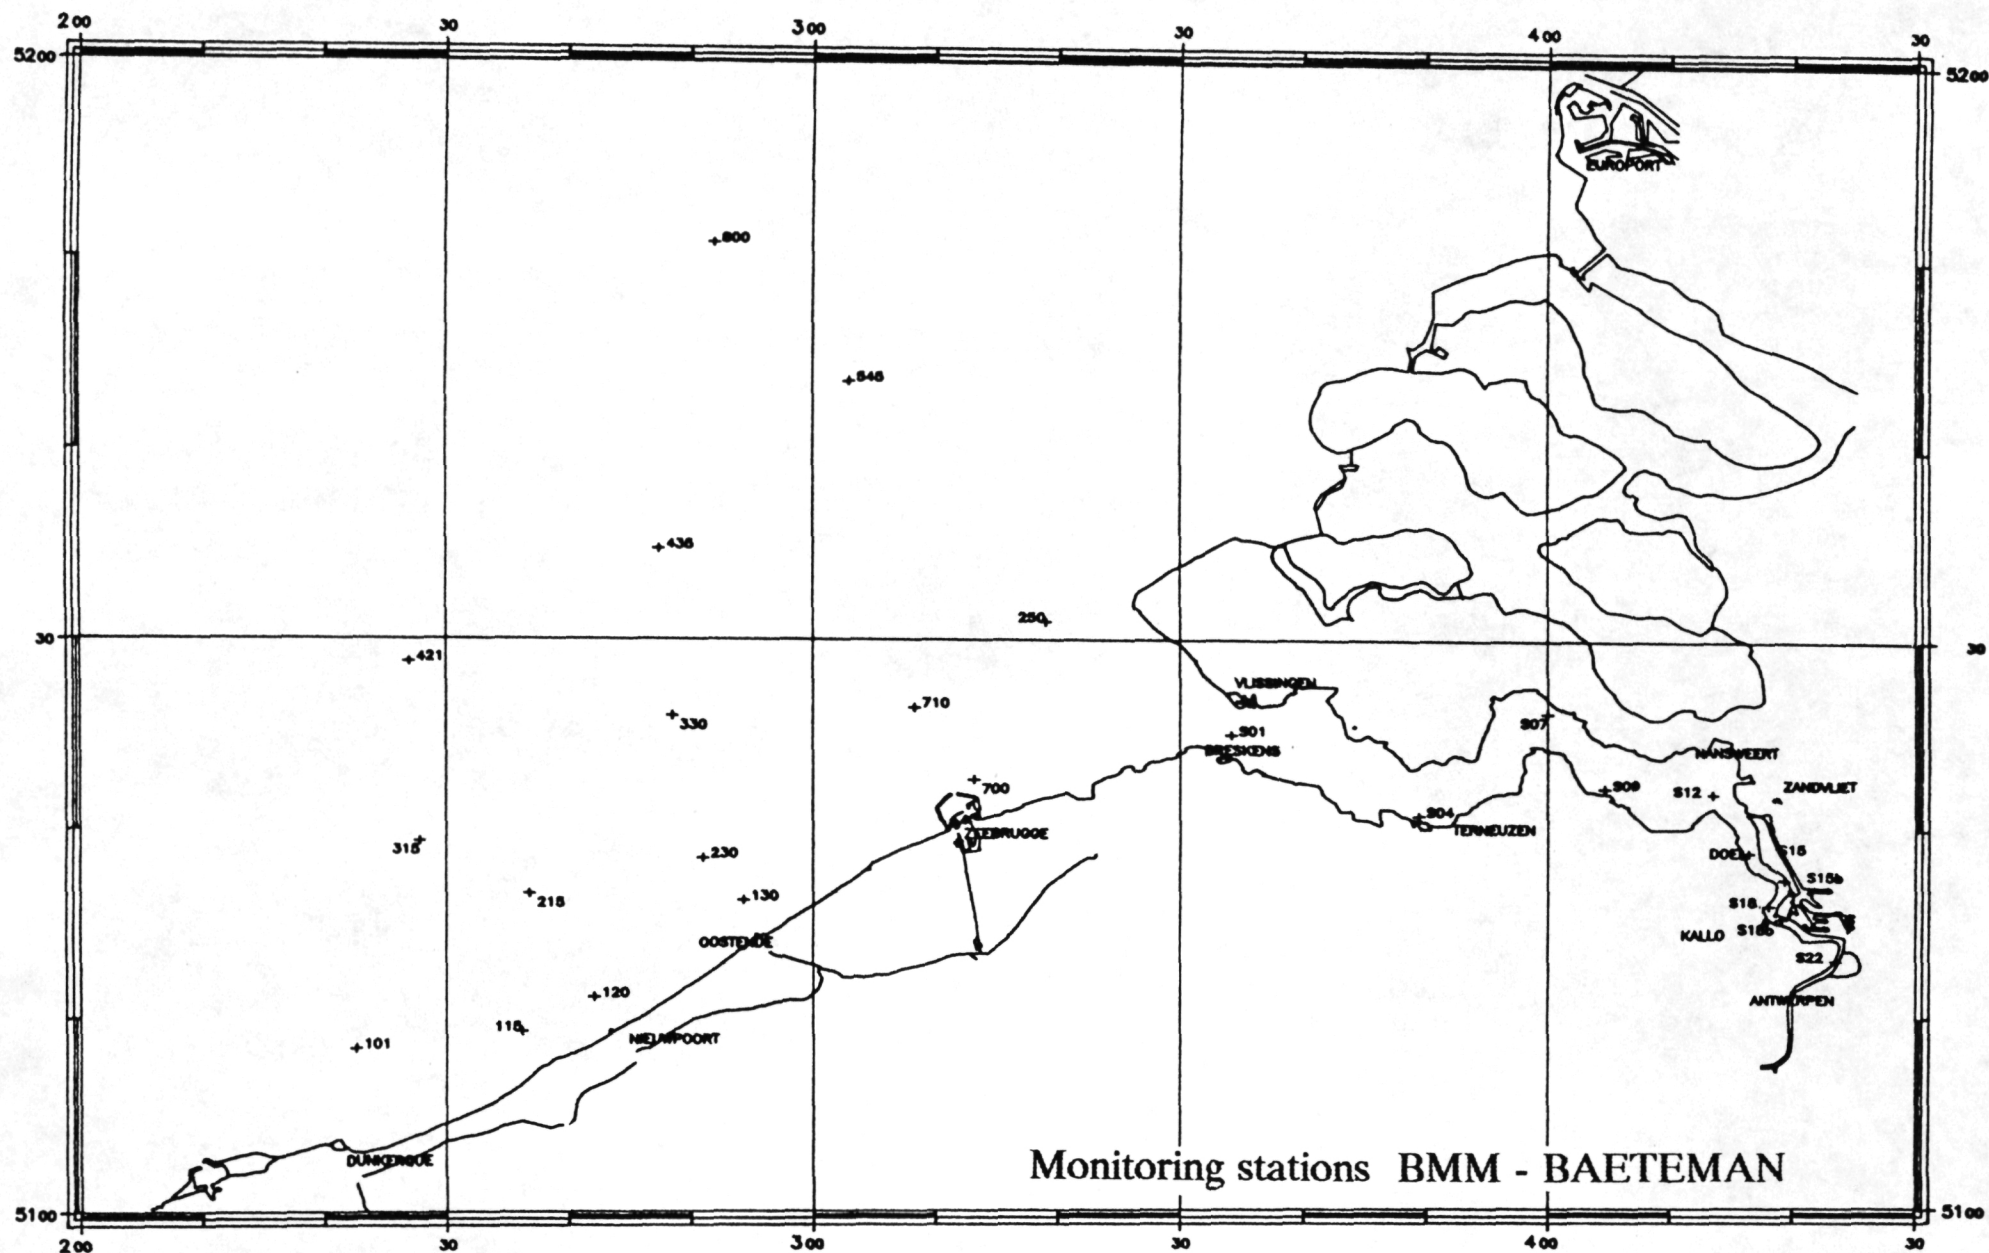 2 00
30
3 00
30
4 00
30
52 00
52 00
EUROPORT
800
545
435
250
30
30
421
330
710
VLISSINGEN
S01
BRESKENS
S07
HANSWEERT
700
S09
S12
ZANDVLIET
S04
TERNEUZEN
ZEEBRUGGE
315
230
DOEL
S15
215
130
S15b
S18
OOSTENDE
KALLO
S18b
S22
120
ANTWERPEN
115
101
NIEUWPOORT
DUNKERQUE
Monitoring stations BMM - BAETEMAN
51 00
51 00
2 00
30
3 00
30
4 00
30